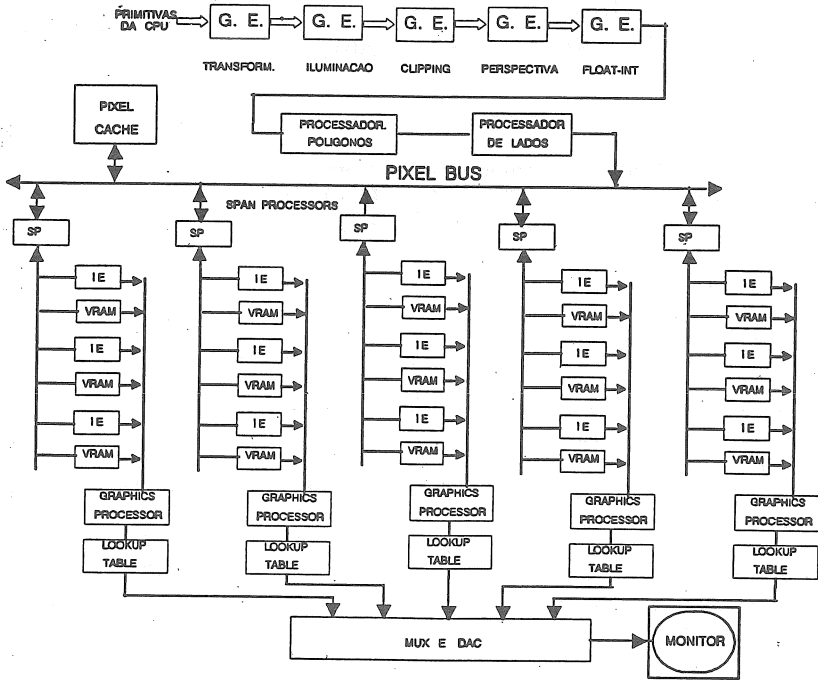 PRIMITIVAS
DA CPU
G. E.
G. E.
G. E.
G. E.
G. E.
TRANSFORM.
ILUMINACAO
CLIPPING
PERSPECTIVA
FLOAT-INT
PIXEL
CACHE
PROCESSADOR.
POLIGONOS
PROCESSADOR
DE LADOS
PIXEL BUS
SPAN PROCESSORS
SP
SP
SP
SP
SP
IE
IE
IE
IE
IE
VRAM
VRAM
VRAM
VRAM
VRAM
IE
IE
IE
IE
IE
VRAM
VRAM
VRAM
VRAM
VRAM
IE
IE
IE
IE
IE
VRAM
VRAM
VRAM
VRAM
VRAM
GRAPHICS
PROCESSOR
GRAPHICS
PROCESSOR
GRAPHICS
PROCESSOR
GRAPHICS
PROCESSOR
GRAPHICS
PROCESSOR
LOOKUP
TABLE
LOOKUP
TABLE
LOOKUP
TABLE
LOOKUP
TABLE
LOOKUP
TABLE
MUX E DAC
MONITOR